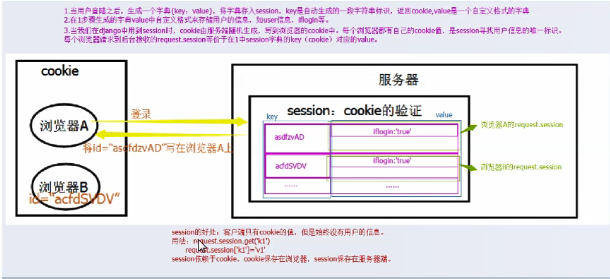 1.当用户登陆之后，生成一个字典{key：value}，将字典存入session，key是自动生成的一段字符串标识，返回cookie,value是一个自定义格式的字典
2.在1步骤生成的字典value中自定义格式来存储用户的信息，如user信息，iflogin等。
3.当我们在django中用到session时，cookie由服务端随机生成，写到浏览器的cookie中，每个浏览器都有自己的cookie值，是session寻找用户信息的唯一标识。
每个浏览器请求到后台接收的request.session等价于在1中session字典的key（cookie）对应的value。
cookie
服务器
浏览器A
登录
将id="asdfdzvAD"写在浏览器A上
浏览器B
id="acfdSVDV"
session：cookie的验证
key
value
asdfzvAD
iflogin:'true'
浏览器A的request.session
acfdSVDV
iflogin:'true'
浏览器B的request.session
......
......
session的好处：客户端只有cookie的值，但是始终没有用户的信息。
用法：request.session.get('k1')
request.session['k1']='v1'
session依赖于cookie，cookie保存在浏览器，session保存在服务器端。